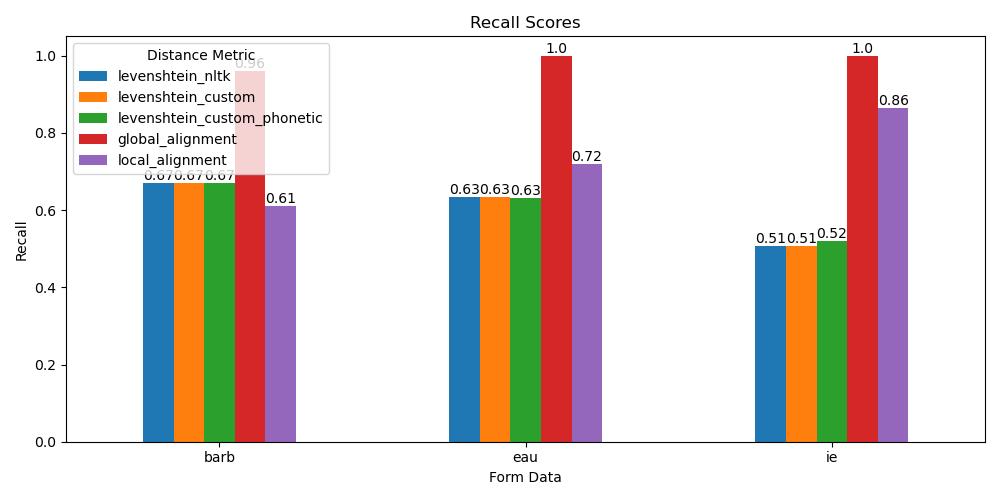 Recall Scores
Distance Metric
levenshtein_nltk
levenshtein_custom
levenshtein_custom_phonetic
global_alignment
local_alignment
Recall
1.0
0.8
0.6
0.4
0.2
0.0
0.67 0.67 0.67 0.96 0.61
0.63 0.63 0.63 1.0 0.72
0.51 0.51 0.52 1.0 0.86
barb eau ie
Form Data